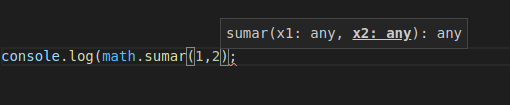 sumar(x1: any, x2: any): any
console.log(math.sumar(1,2);